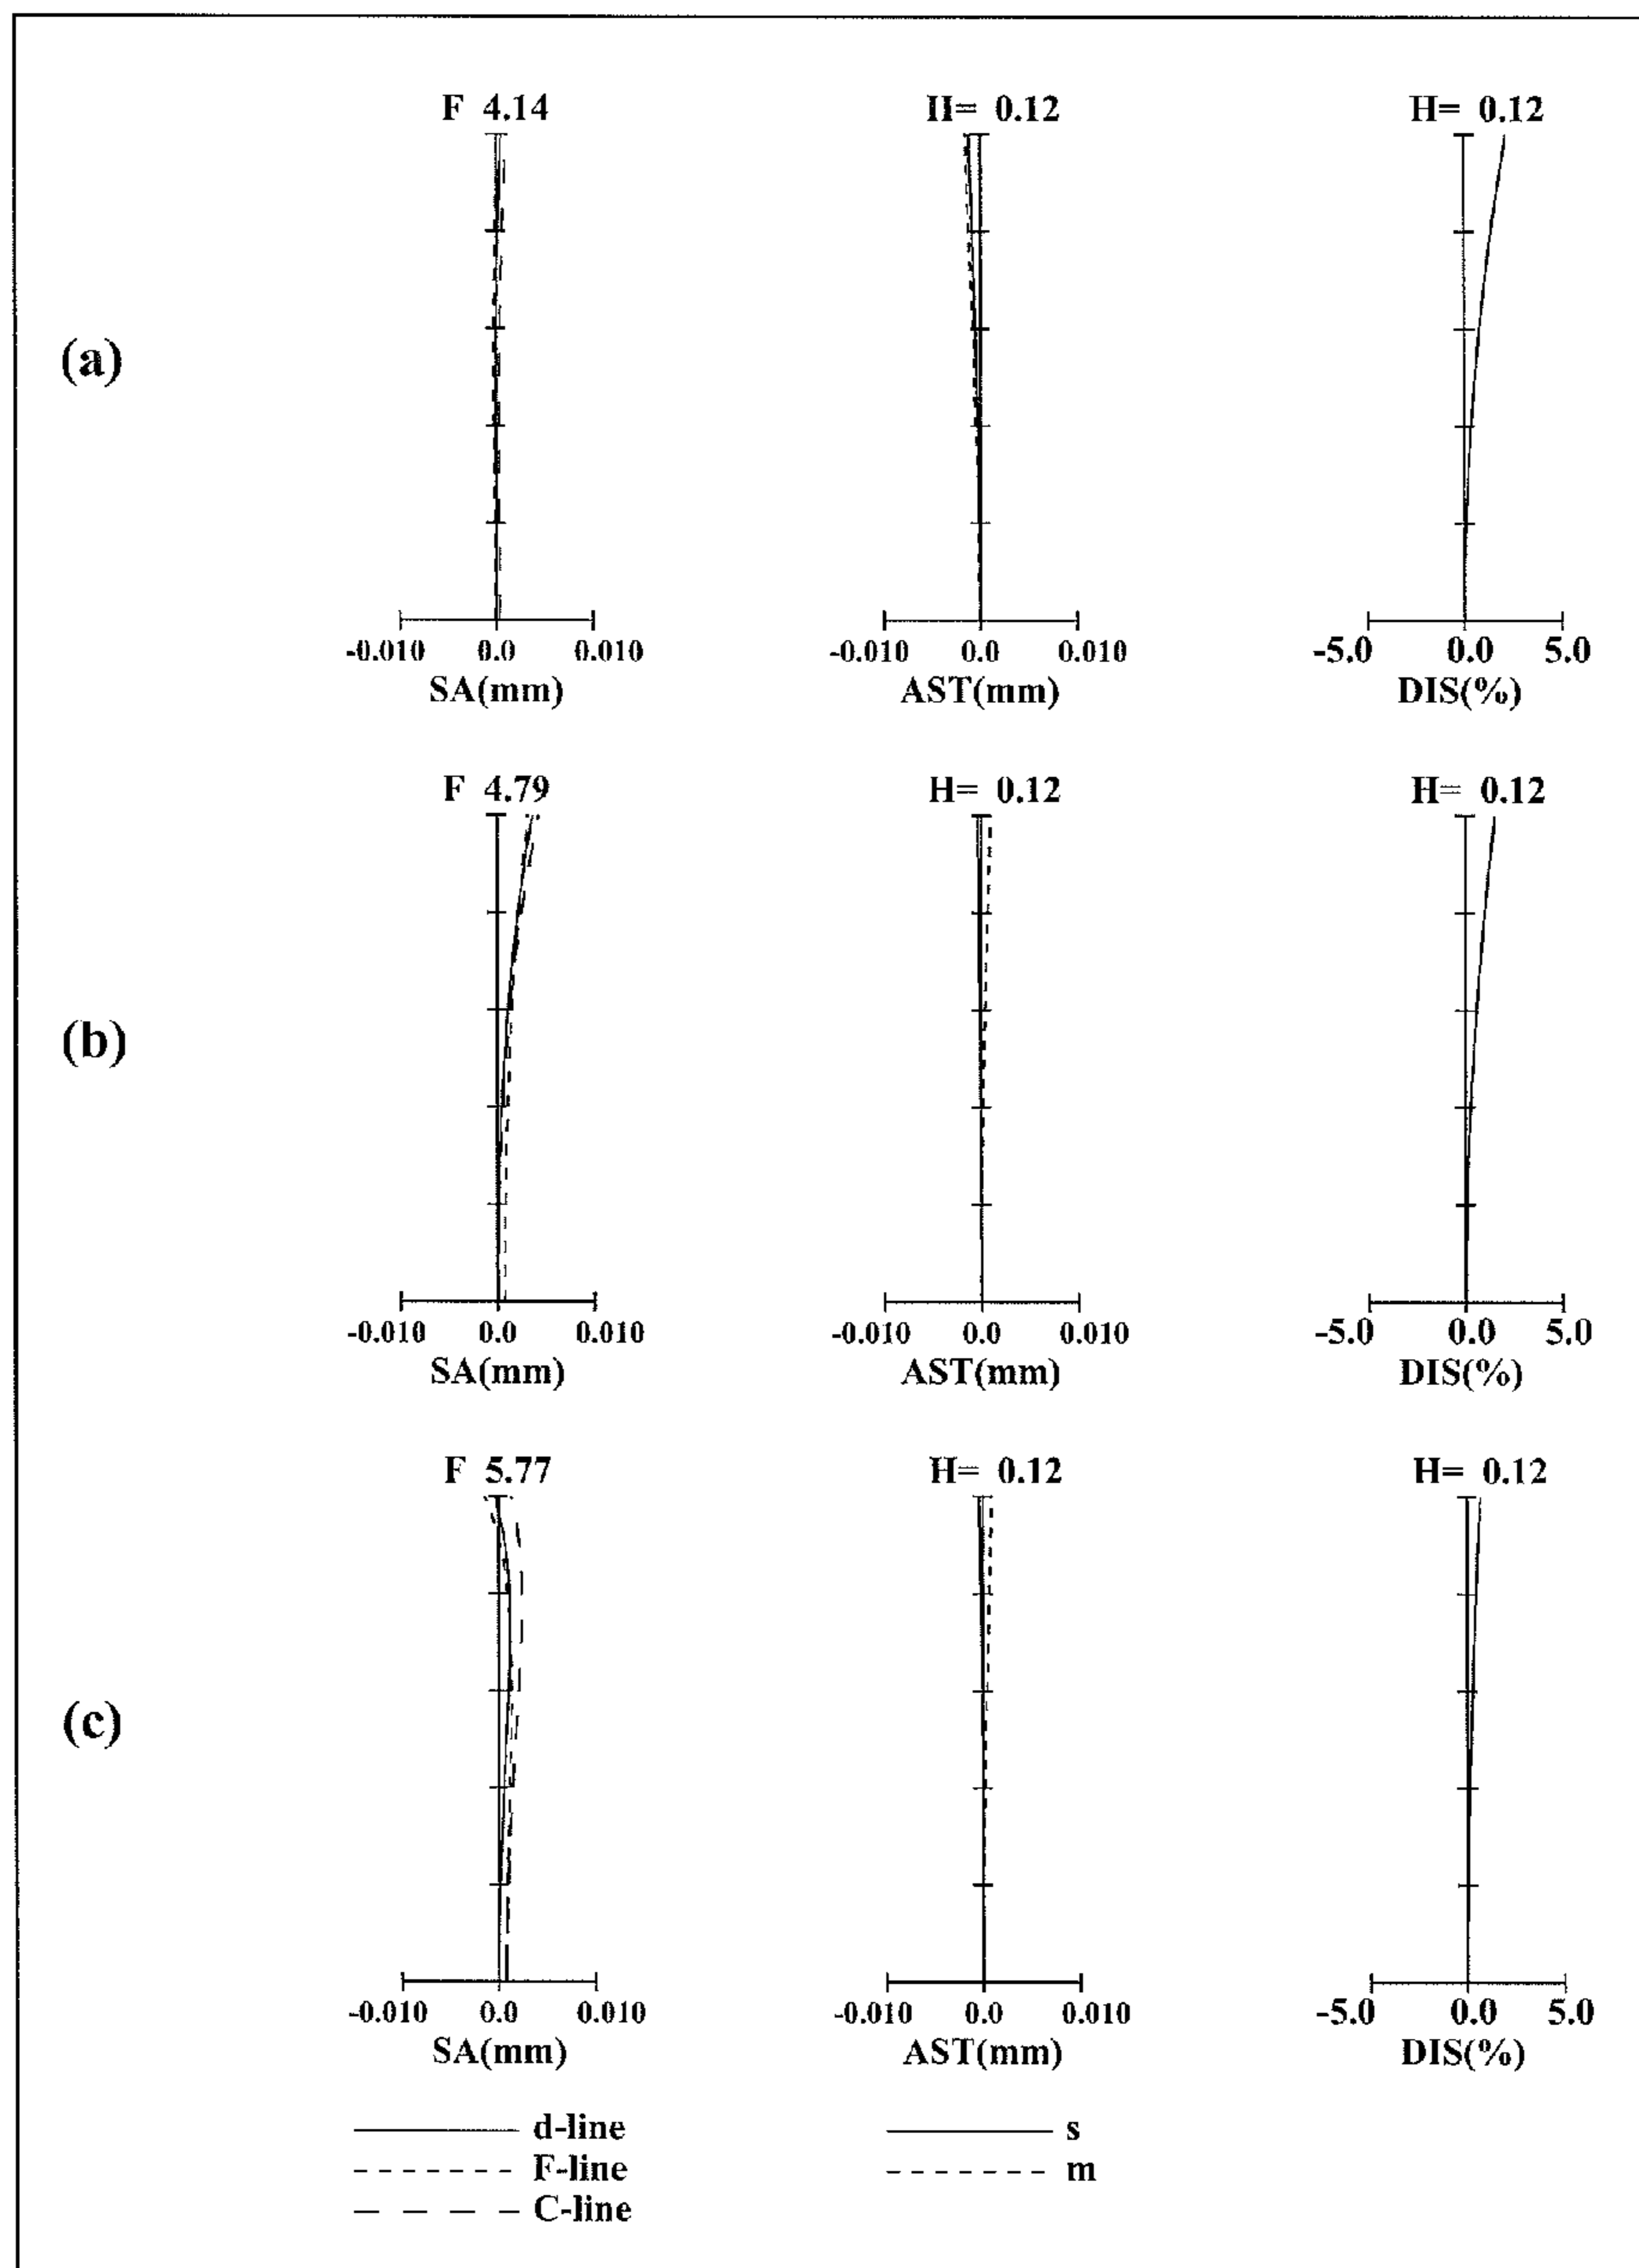 F 4.14 H= 0.12 H= 0.12
(a)
-0.010 0.0 0.010 -0.010 0.0 0.010 -5.0 0.0 5.0
SA(mm) AST(mm) DIS(%)
F 4.79 H= 0.12 H= 0.12
(b)
-0.010 0.0 0.010 -0.010 0.0 0.010 -5.0 0.0 5.0
SA(mm) AST(mm) DIS(%)
F 5.77 H= 0.12 H= 0.12
(c)
-0.010 0.0 0.010 -0.010 0.0 0.010 -5.0 0.0 5.0
SA(mm) AST(mm) DIS(%)
d-line s
F-line m
C-line